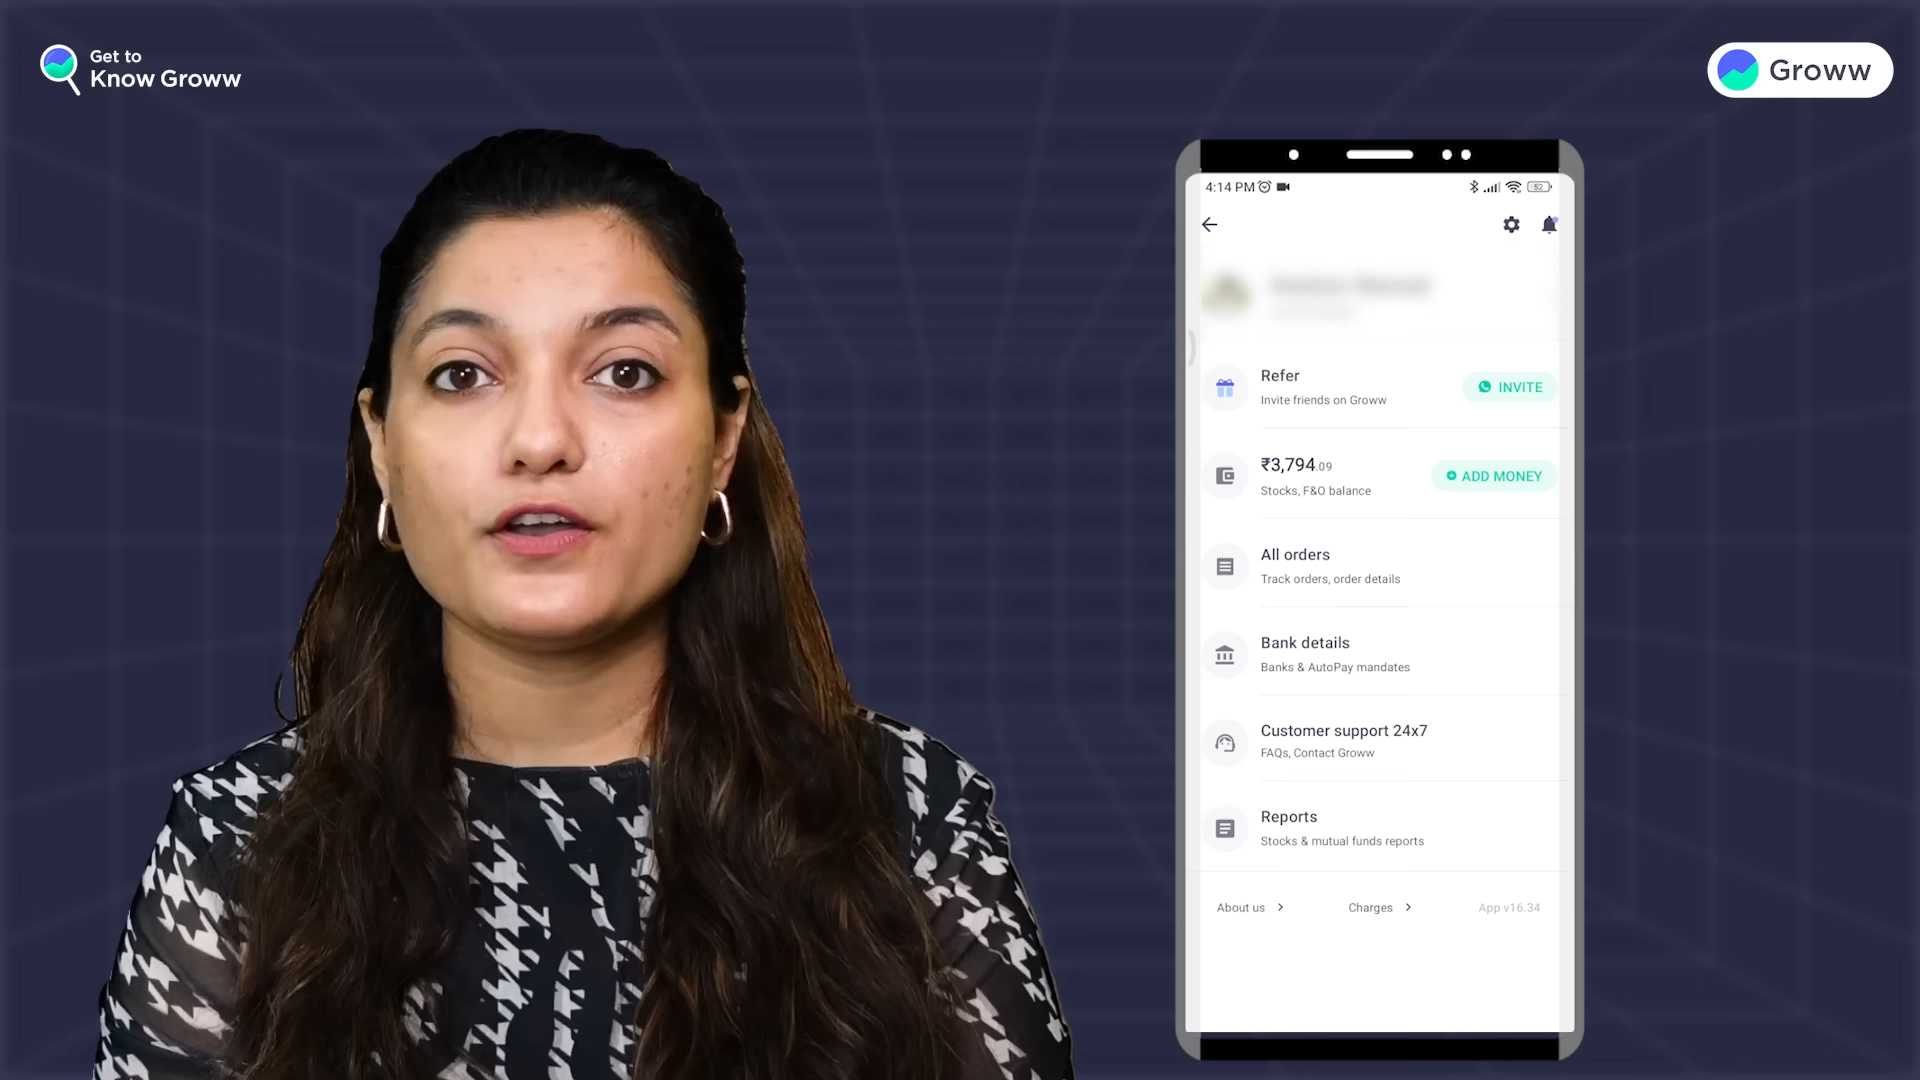 Get to
Know Groww
Groww
4:14 PM
52
Refer
Invite friends on Groww
INVITE
₹3,794.09
Stocks, F&O balance
ADD MONEY
All orders
Track orders, order details
Bank details
Banks & AutoPay mandates
Customer support 24x7
FAQs, Contact Groww
Reports
Stocks & mutual funds reports
About us
Charges
App v16.34